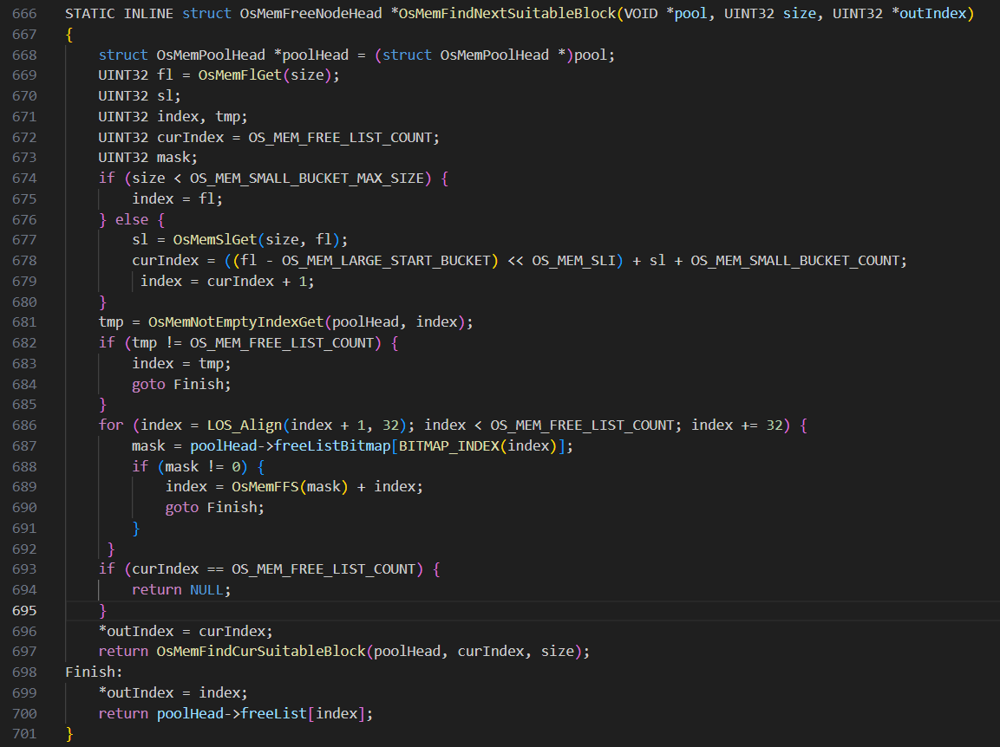 666 STATIC INLINE struct OsMemFreeNodeHead *OsMemFindNextSuitableBlock(VOID *pool, UINT32 size, UINT32 *outIndex)
667 {
668     struct OsMemPoolHead *poolHead = (struct OsMemPoolHead *)pool;
669     UINT32 fl = OsMemFlGet(size);
670     UINT32 sl;
671     UINT32 index, tmp;
672     UINT32 curIndex = OS_MEM_FREE_LIST_COUNT;
673     UINT32 mask;
674     if (size < OS_MEM_SMALL_BUCKET_MAX_SIZE) {
675         index = fl;
676     } else {
677         sl = OsMemSlGet(size, fl);
678         curIndex = ((fl - OS_MEM_LARGE_START_BUCKET) << OS_MEM_SLI) + sl + OS_MEM_SMALL_BUCKET_COUNT;
679          index = curIndex + 1;
680     }
681     tmp = OsMemNotEmptyIndexGet(poolHead, index);
682     if (tmp != OS_MEM_FREE_LIST_COUNT) {
683         index = tmp;
684         goto Finish;
685     }
686     for (index = LOS_Align(index + 1, 32); index < OS_MEM_FREE_LIST_COUNT; index += 32) {
687         mask = poolHead->freeListBitmap[BITMAP_INDEX(index)];
688         if (mask != 0) {
689             index = OsMemFFS(mask) + index;
690             goto Finish;
691         }
692      }
693     if (curIndex == OS_MEM_FREE_LIST_COUNT) {
694         return NULL;
695     }
696     *outIndex = curIndex;
697     return OsMemFindCurSuitableBlock(poolHead, curIndex, size);
698 Finish:
699     *outIndex = index;
700     return poolHead->freeList[index];
701 }